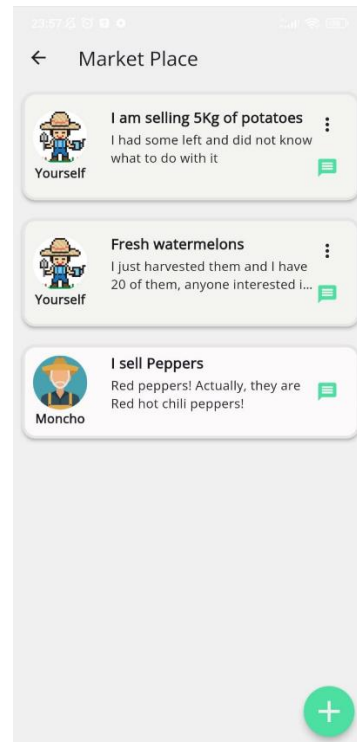 23:57
Market Place
I am selling 5Kg of potatoes
I had some left and did not know
what to do with it
Yourself
Fresh watermelons
I just harvested them and I have
20 of them, anyone interested i...
Yourself
I sell Peppers
Red peppers! Actually, they are
Red hot chili peppers!
Moncho